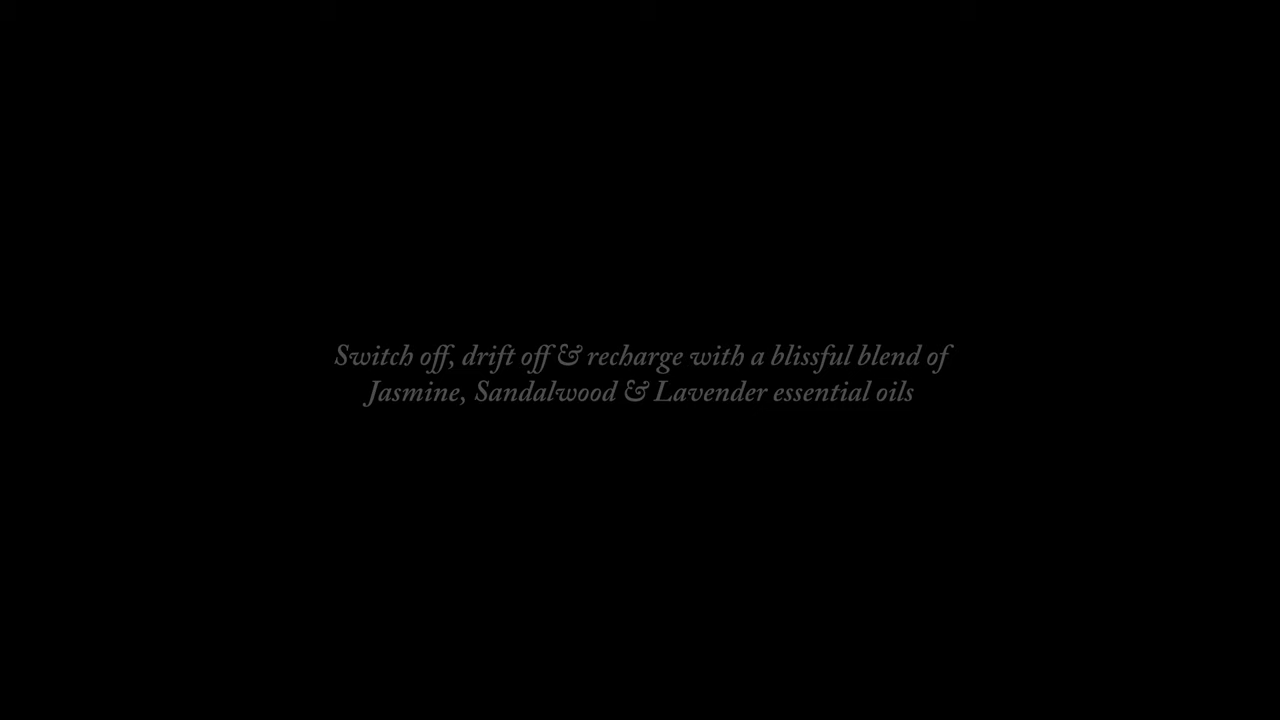 Switch off, drift off & recharge with a blissful blend of
Jasmine, Sandalwood & Lavender essential oils